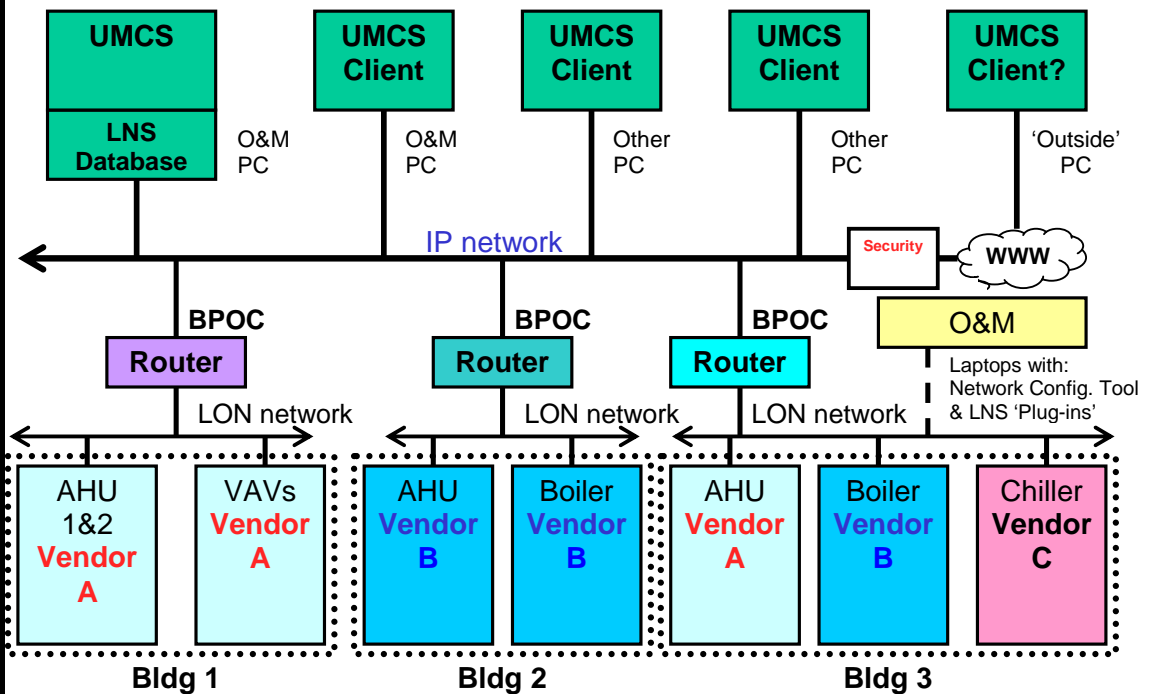 UMCS
LNS
Database
O&M
PC
UMCS
Client
O&M
PC
UMCS
Client
Other
PC
UMCS
Client
Other
PC
UMCS
Client?
‘Outside’
PC
IP network
Security
WWW
BPOC
Router
LON network
BPOC
Router
LON network
BPOC
Router
LON network
O&M
Laptops with:
Network Config. Tool
& LNS ‘Plug-ins’
AHU
1&2
Vendor
A
VAVs
Vendor
A
AHU
Vendor
B
Boiler
Vendor
B
AHU
Vendor
A
Boiler
Vendor
B
Chiller
Vendor
C
Bldg 1
Bldg 2
Bldg 3